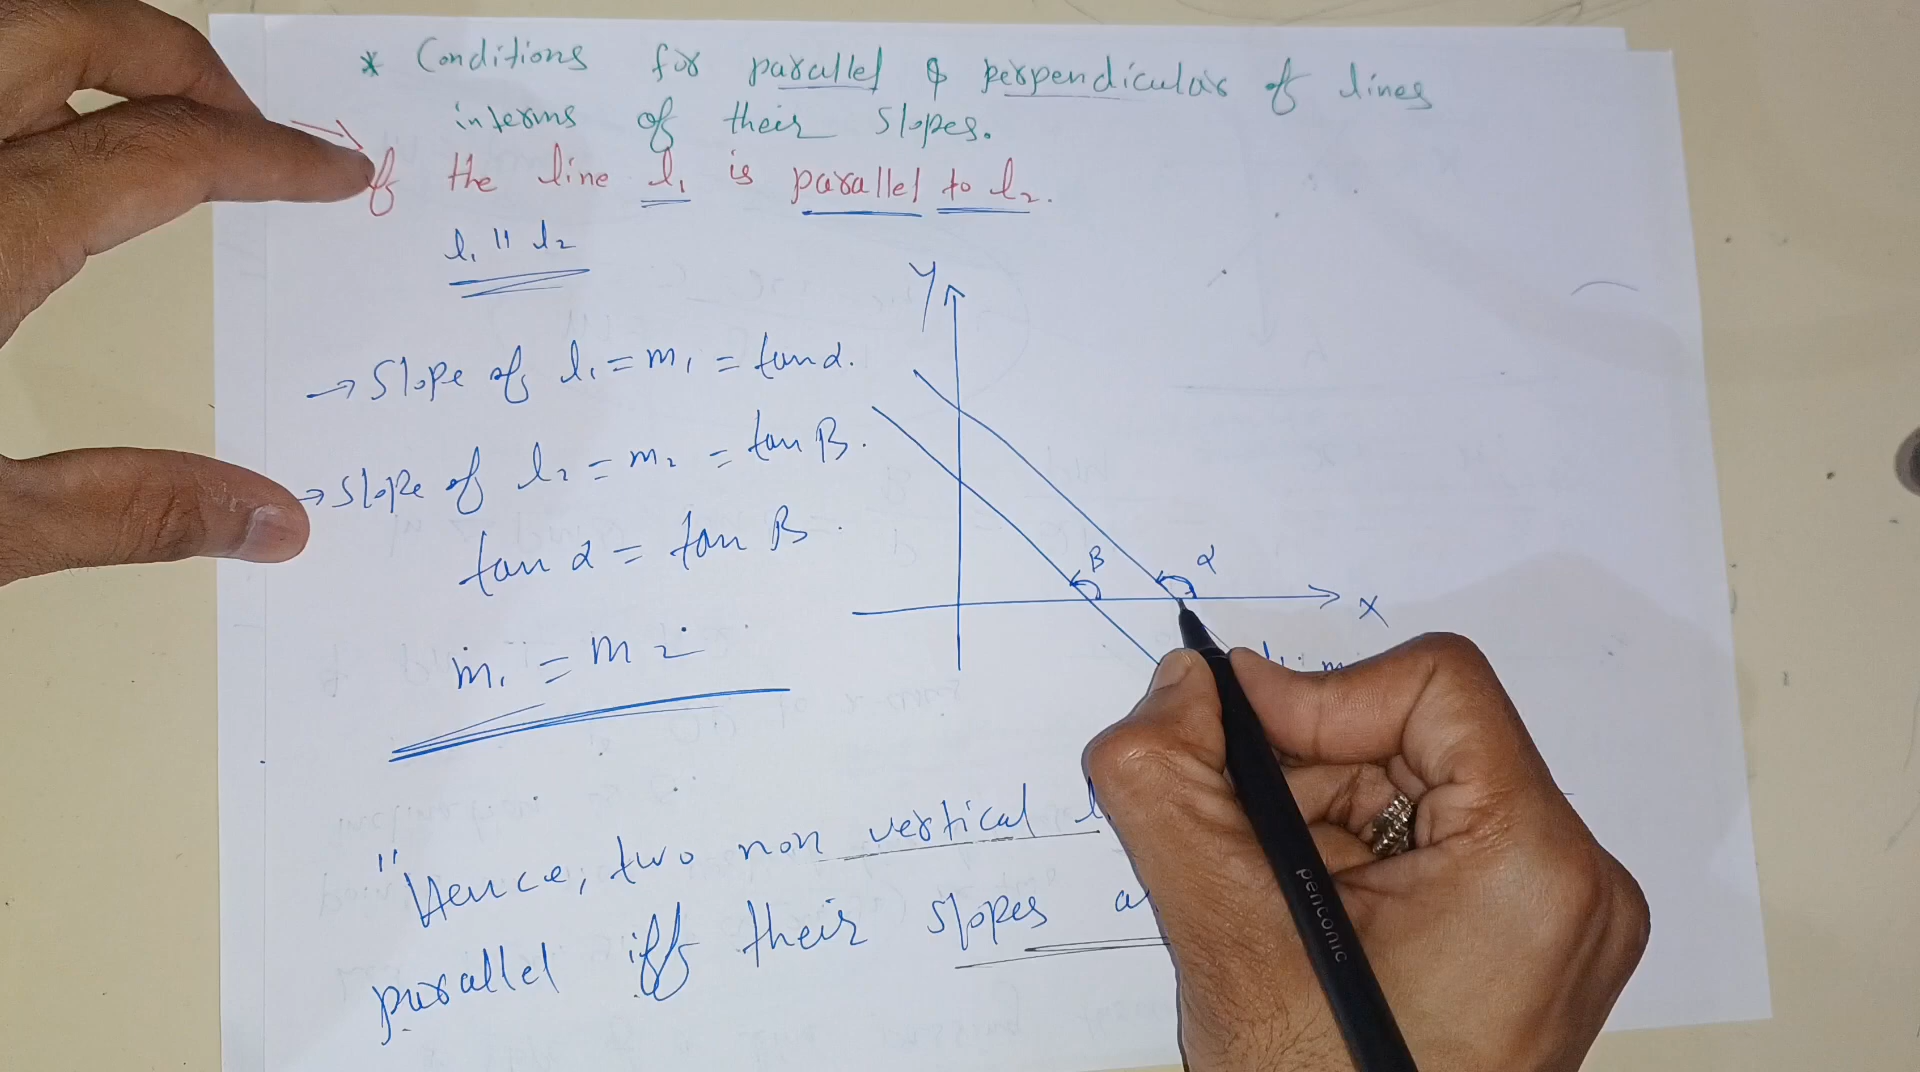 * Conditions for parallel & perpendicular of lines
interms of their slopes.
If the line l₁ is parallel to l₂.
l₁ || l₂
→ Slope of l₁ = m₁ = tan α.
→ Slope of l₂ = m₂ = tan β.
tan α = tan β.
m₁ = m₂
Y
β
α
X
"Hence, two non vertical
parallel iff their slopes
penconic